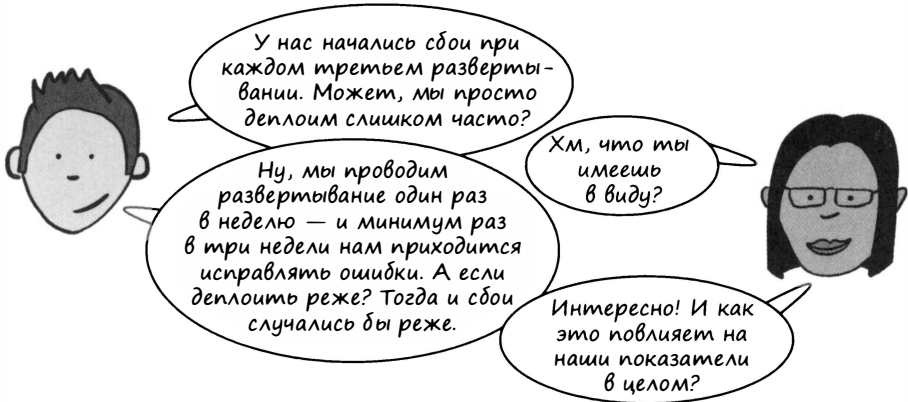 У нас начались сбои при
каждом третьем разверты-
вании. Может, мы просто
деплоим слишком часто?
Хм, что ты
имеешь
в виду?
Ну, мы проводим
развертывание один раз
в неделю — и минимум раз
в три недели нам приходится
исправлять ошибки. А если
деплоить реже? Тогда и сбои
случались бы реже.
Интересно! И как
это повлияет на
наши показатели
в целом?